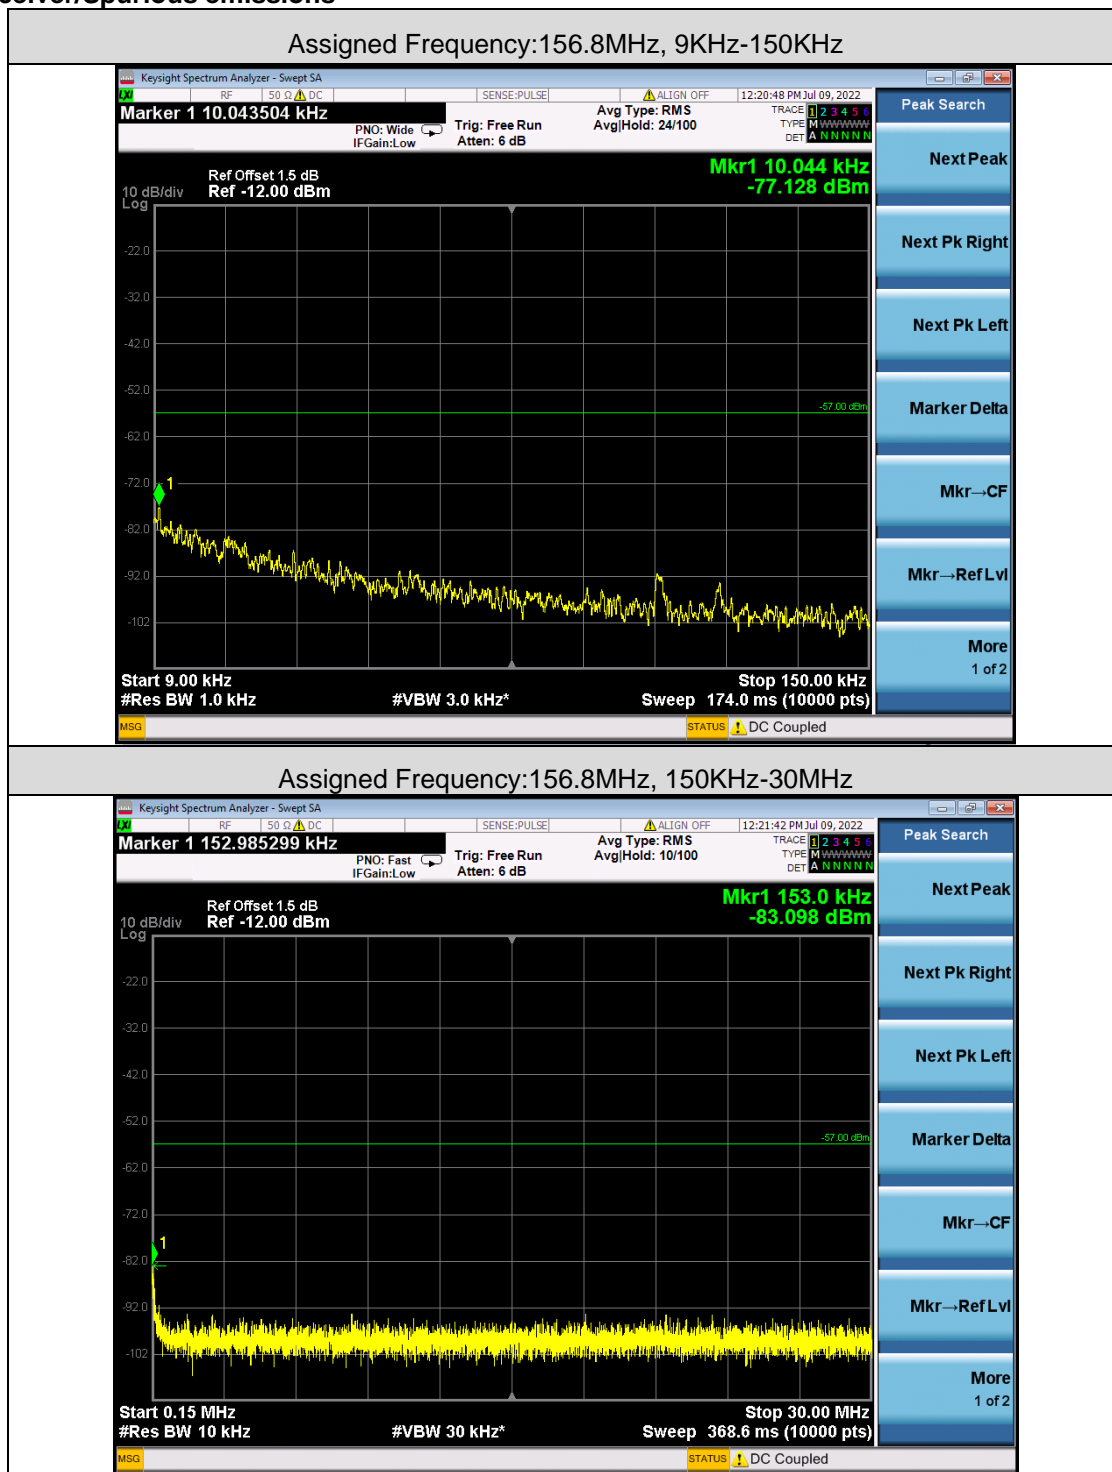 ceiver/Spurious emissions
Assigned Frequency:156.8MHz, 9KHz-150KHz
Keysight Spectrum Analyzer - Swept SA
LXI RF 50 Ω DC SENSE:PULSE ALIGN OFF 12:20:48 PM Jul 09, 2022
Marker 1 10.043504 kHz
PNO: Wide
IFGain:Low
Trig: Free Run
Atten: 6 dB
Avg Type: RMS
Avg|Hold: 24/100
TRACE 1 2 3 4 5 6
TYPE M WWWWW
DET A N N N N N
Peak Search
Mkr1 10.044 kHz
-77.128 dBm
Ref Offset 1.5 dB
10 dB/div Ref -12.00 dBm
Log
-22.0
-32.0
-42.0
-52.0
-57.00 dBm
-62.0
-72.0
1
-82.0
-92.0
-102
Start 9.00 kHz Stop 150.00 kHz
#Res BW 1.0 kHz #VBW 3.0 kHz* Sweep 174.0 ms (10000 pts)
MSG STATUS DC Coupled
Next Peak
Next Pk Right
Next Pk Left
Marker Delta
Mkr→CF
Mkr→Ref Lvl
More
1 of 2
Assigned Frequency:156.8MHz, 150KHz-30MHz
Keysight Spectrum Analyzer - Swept SA
LXI RF 50 Ω DC SENSE:PULSE ALIGN OFF 12:21:42 PM Jul 09, 2022
Marker 1 152.985299 kHz
PNO: Fast
IFGain:Low
Trig: Free Run
Atten: 6 dB
Avg Type: RMS
Avg|Hold: 10/100
TRACE 1 2 3 4 5 6
TYPE M WWWWW
DET A N N N N N
Peak Search
Mkr1 153.0 kHz
-83.098 dBm
Ref Offset 1.5 dB
10 dB/div Ref -12.00 dBm
Log
-22.0
-32.0
-42.0
-52.0
-57.00 dBm
-62.0
-72.0
1
-82.0
-92.0
-102
Start 0.15 MHz Stop 30.00 MHz
#Res BW 10 kHz #VBW 30 kHz* Sweep 368.6 ms (10000 pts)
MSG STATUS DC Coupled
Next Peak
Next Pk Right
Next Pk Left
Marker Delta
Mkr→CF
Mkr→Ref Lvl
More
1 of 2